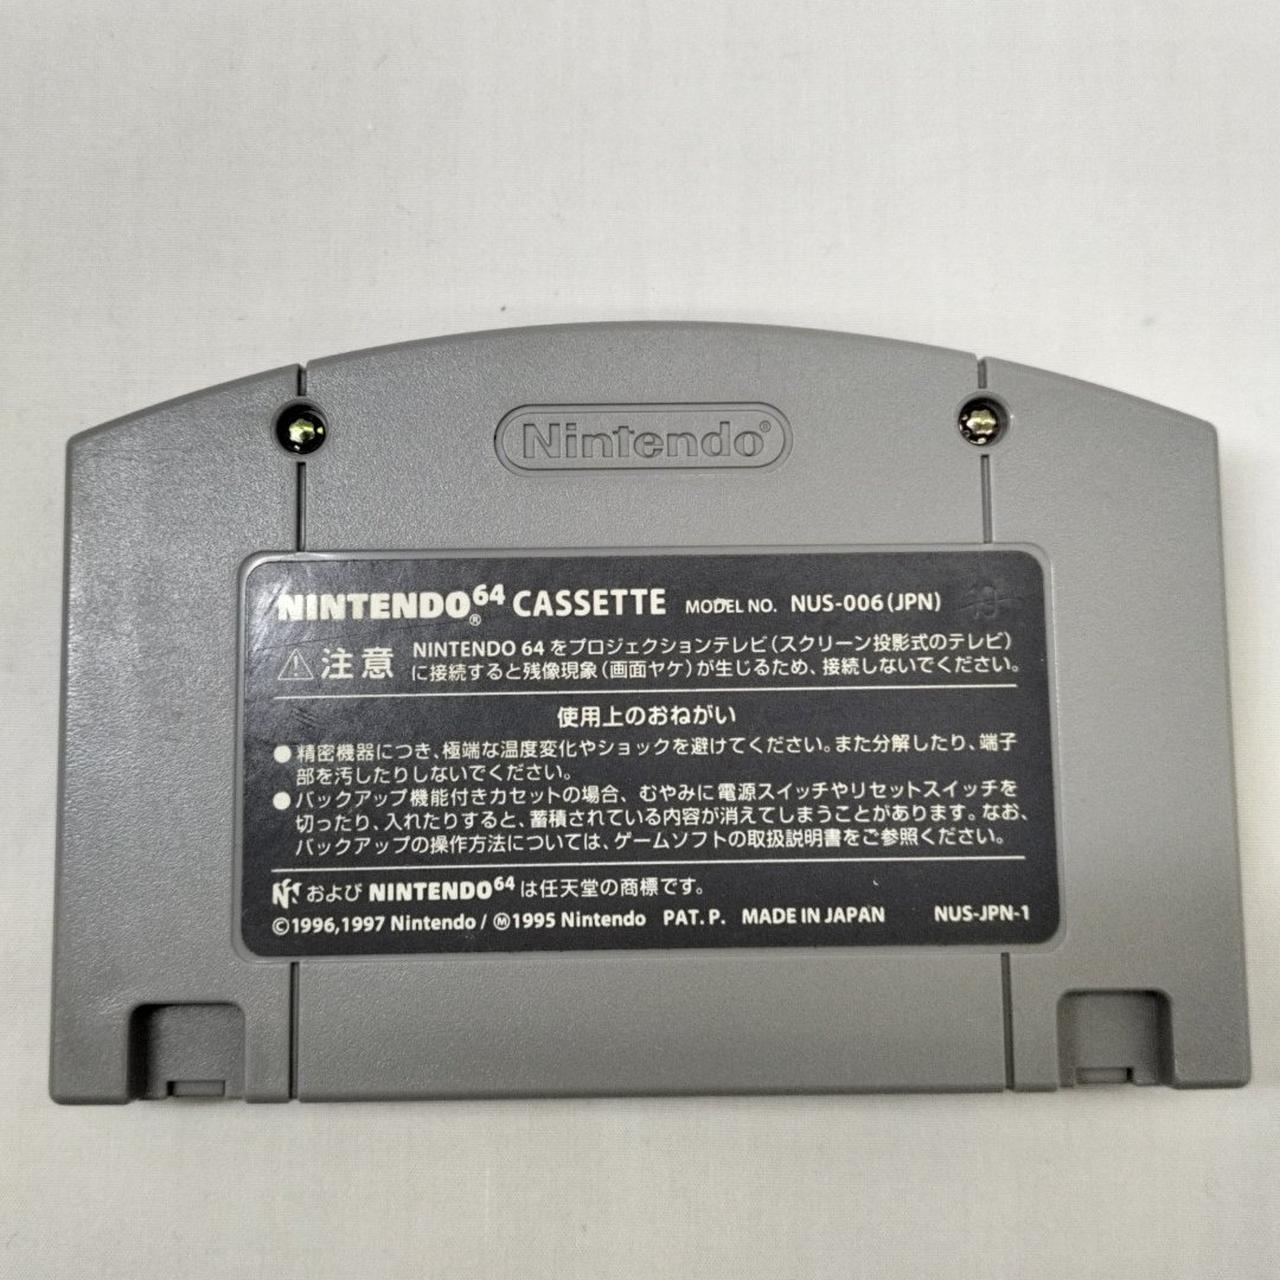 Nintendo®
NINTENDO64® CASSETTE MODEL NO. NUS-006(JPN)
19
注意 NINTENDO 64 をプロジェクションテレビ(スクリーン投影式のテレビ)
に接続すると残像現象(画面ヤケ)が生じるため、接続しないでください。
使用上のおねがい
●精密機器につき、極端な温度変化やショックを避けてください。また分解したり、端子
部を汚したりしないでください。
●バックアップ機能付きカセットの場合、むやみに電源スイッチやリセットスイッチを
切ったり、入れたりすると、蓄積されている内容が消えてしまうことがあります。なお、
バックアップの操作方法については、ゲームソフトの取扱説明書をご参照ください。
および NINTENDO64 は任天堂の商標です。
©1996,1997 Nintendo / Ⓜ1995 Nintendo PAT. P. MADE IN JAPAN NUS-JPN-1